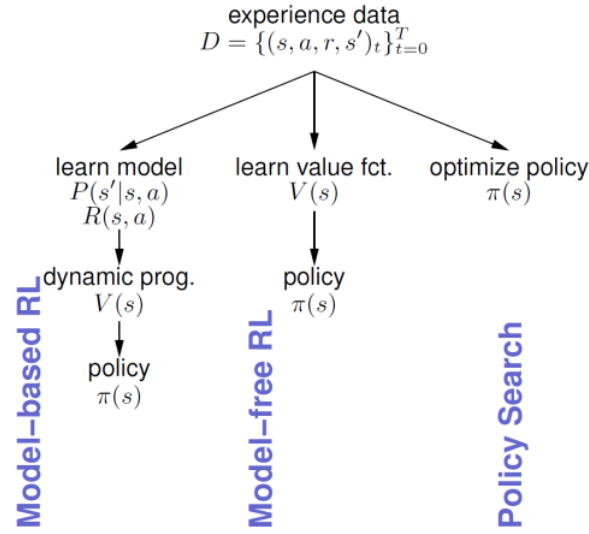 experience data
D = {(s, a, r, s′)ₜ}ᵀₜ₌₀
learn model
P(s′|s, a)
R(s, a)
dynamic prog.
V(s)
policy
π(s)
Model−based RL
learn value fct.
V(s)
policy
π(s)
Model−free RL
optimize policy
π(s)
Policy Search